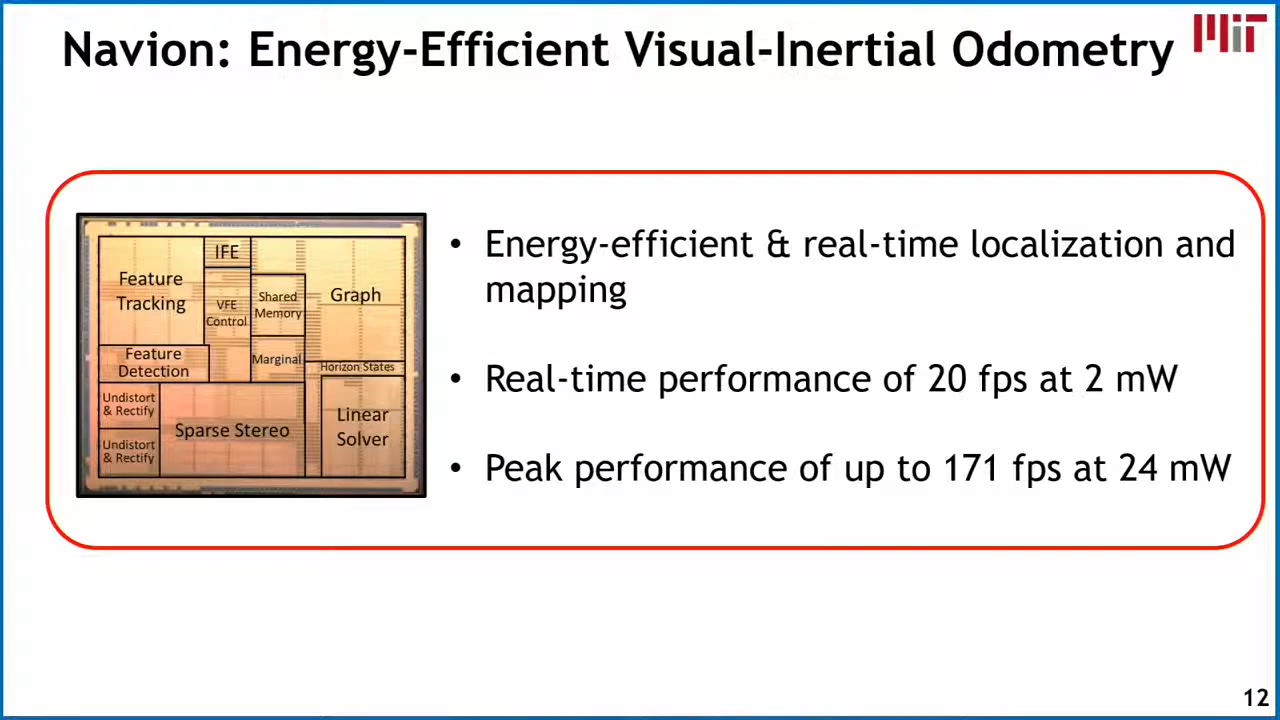 Navion: Energy-Efficient Visual-Inertial Odometry
MIT
Feature
Tracking
IFE
VFE
Control
Shared
Memory
Graph
Feature
Detection
Marginal
Horizon States
Undistort
& Rectify
Sparse Stereo
Linear
Solver
Undistort
& Rectify
• Energy-efficient & real-time localization and
mapping
• Real-time performance of 20 fps at 2 mW
• Peak performance of up to 171 fps at 24 mW
12